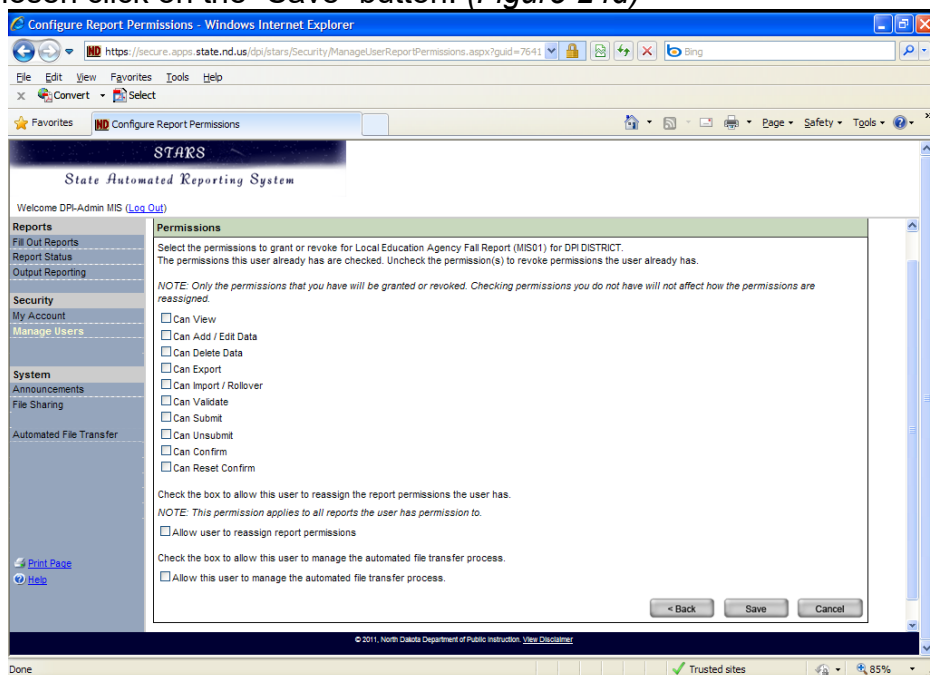 click on the "Save" button. (Figure 21d)
Configure Report Permissions - Windows Internet Explorer
https://secure.apps.state.nd.us/dpi/stars/Security/ManageUserReportPermissions.aspx?guid=7641
Bing
File Edit View Favorites Tools Help
x Convert Select
Favorites ND Configure Report Permissions Page Safety Tools
STARS
State Automated Reporting System
Welcome DPI-Admin MIS (Log Out)
Reports
Fill Out Reports
Report Status
Output Reporting
Security
My Account
Manage Users
System
Announcements
File Sharing
Automated File Transfer
Print Page
Help
Permissions
Select the permissions to grant or revoke for Local Education Agency Fall Report (MIS01) for DPI DISTRICT.
The permissions this user already has are checked. Uncheck the permission(s) to revoke permissions the user already has.
NOTE: Only the permissions that you have will be granted or revoked. Checking permissions you do not have will not affect how the permissions are
reassigned.
Can View
Can Add / Edit Data
Can Delete Data
Can Export
Can Import / Rollover
Can Validate
Can Submit
Can Unsubmit
Can Confirm
Can Reset Confirm
Check the box to allow this user to reassign the report permissions the user has.
NOTE: This permission applies to all reports the user has permission to.
Allow user to reassign report permissions
Check the box to allow this user to manage the automated file transfer process.
Allow this user to manage the automated file transfer process.
< Back Save Cancel
© 2011, North Dakota Department of Public Instruction. View Disclaimer
Done Trusted sites 85%